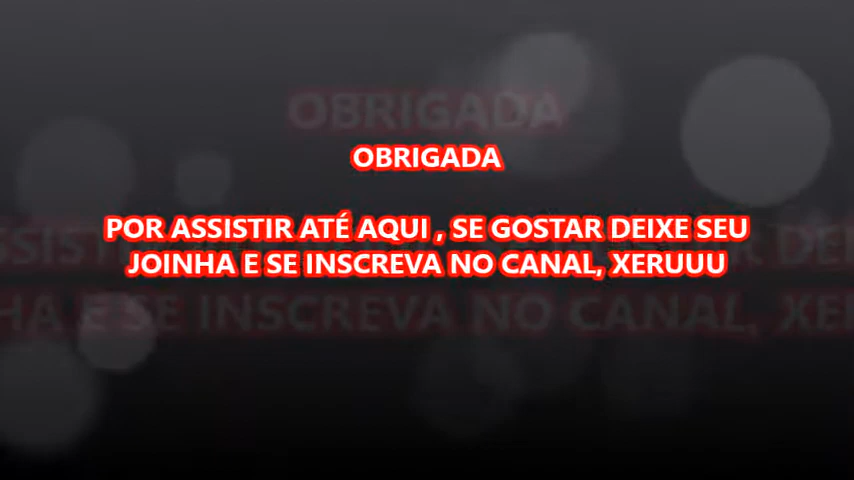 OBRIGADA
POR ASSISTIR ATÉ AQUI , SE GOSTAR DEIXE SEU
JOINHA E SE INSCREVA NO CANAL, XERUUU